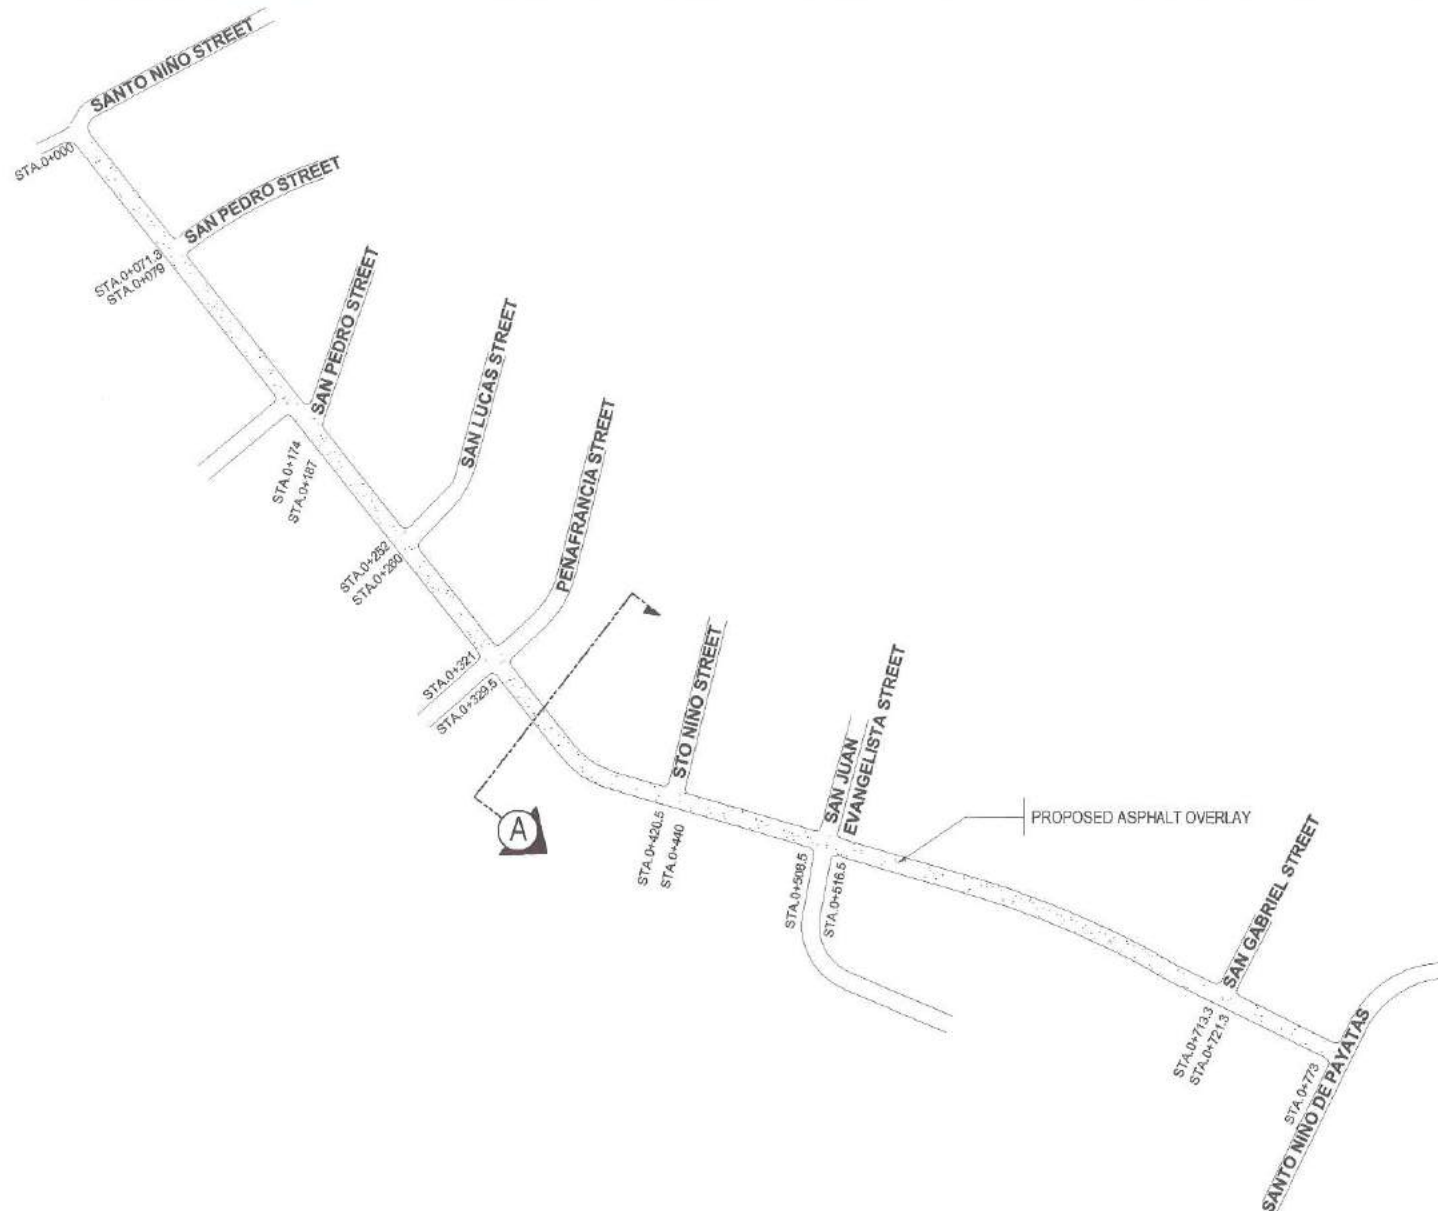 SANTO NIÑO STREET
STA.0+000
SAN PEDRO STREET
STA.0+071.3
STA.0+079
SAN PEDRO STREET
STA.0+174
STA.0+187
SAN LUCAS STREET
STA.0+252
STA.0+260
PEÑAFRANCIA STREET
STA.0+321
STA.0+329.5
A
STO NIÑO STREET
STA.0+420.5
STA.0+440
SAN JUAN
EVANGELISTA STREET
STA.0+508.5
STA.0+516.5
PROPOSED ASPHALT OVERLAY
SAN GABRIEL STREET
STA.0+713.3
STA.0+721.3
STA.0+773
SANTO NIÑO DE PAYATAS